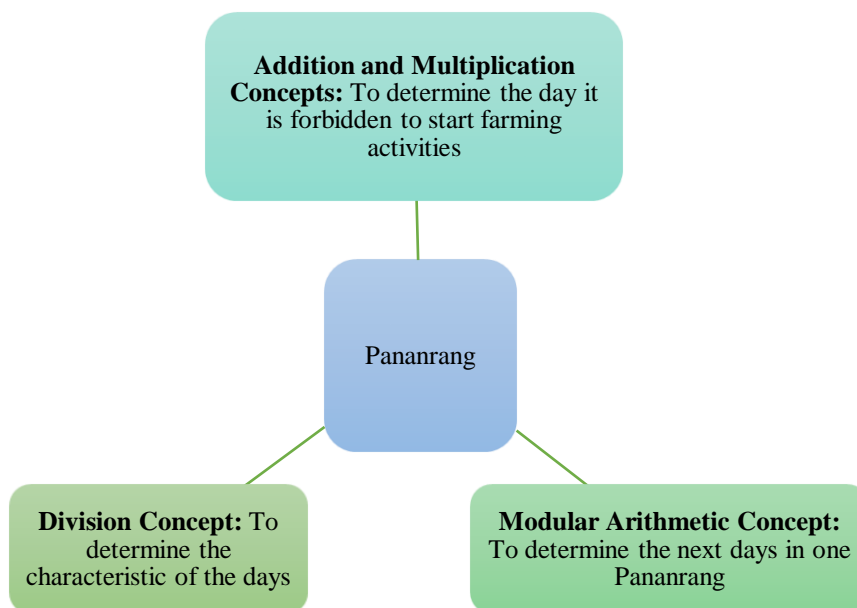 Addition and Multiplication
Concepts: To determine the day it
is forbidden to start farming
activities
Pananrang
Division Concept: To
determine the
characteristic of the days
Modular Arithmetic Concept:
To determine the next days in one
Pananrang